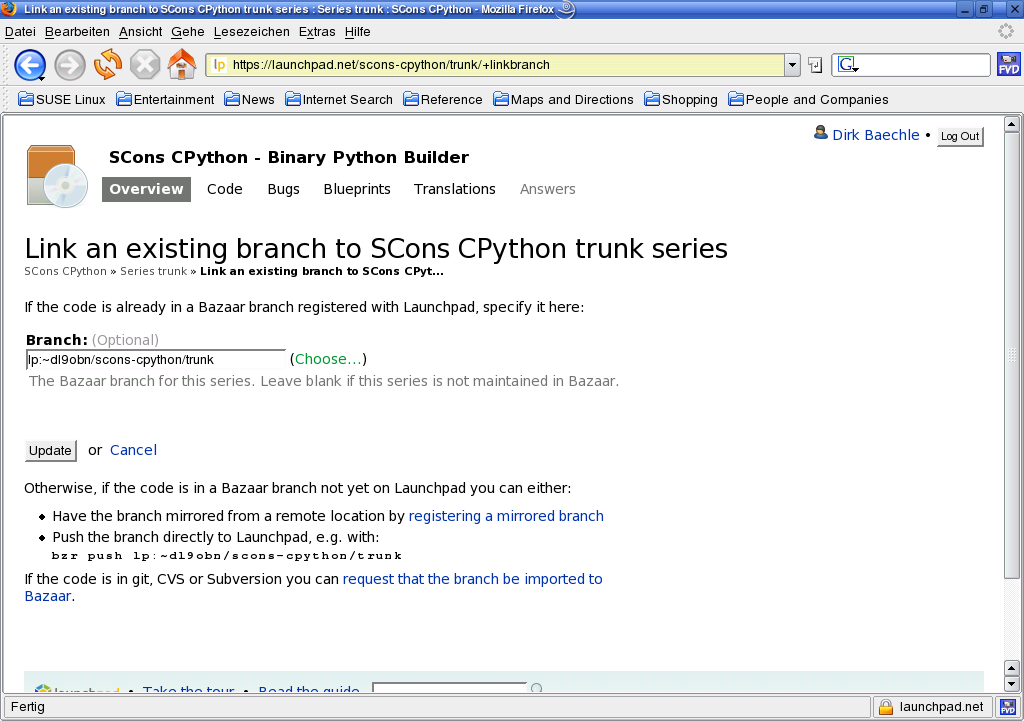 Link an existing branch to SCons CPython trunk series : Series trunk : SCons CPython - Mozilla Firefox
Datei Bearbeiten Ansicht Gehe Lesezeichen Extras Hilfe
lp https://launchpad.net/scons-cpython/trunk/+linkbranch G FVD
SUSE Linux Entertainment News Internet Search Reference Maps and Directions Shopping People and Companies
Dirk Baechle • Log Out
SCons CPython - Binary Python Builder
Overview Code Bugs Blueprints Translations Answers
Link an existing branch to SCons CPython trunk series
SCons CPython » Series trunk » Link an existing branch to SCons CPyt...
If the code is already in a Bazaar branch registered with Launchpad, specify it here:
Branch: (Optional)
lp:~dl9obn/scons-cpython/trunk (Choose...)
The Bazaar branch for this series. Leave blank if this series is not maintained in Bazaar.
Update or Cancel
Otherwise, if the code is in a Bazaar branch not yet on Launchpad you can either:
• Have the branch mirrored from a remote location by registering a mirrored branch
• Push the branch directly to Launchpad, e.g. with:
bzr push lp:~dl9obn/scons-cpython/trunk
If the code is in git, CVS or Subversion you can request that the branch be imported to
Bazaar.
launchpad • Take the tour • Read the guide
Fertig launchpad.net FVD